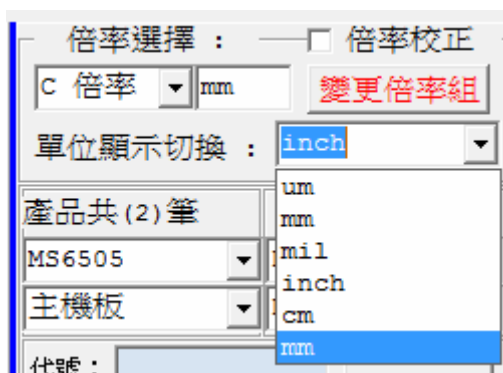 倍率選擇 : 倍率校正
C 倍率 mm 變更倍率組
單位顯示切換 : inch
um
mm
mil
inch
cm
mm
產品共(2)筆
MS6505
主機板
代號: